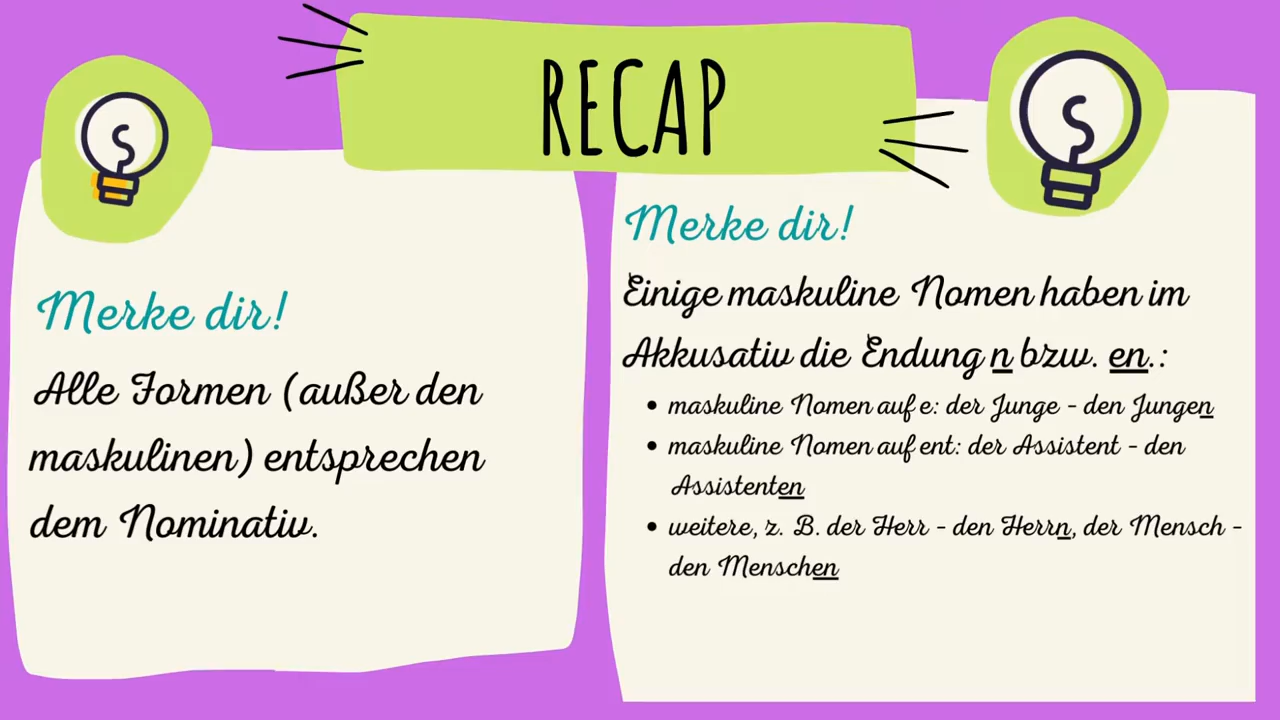 RECAP
Merke dir!
Alle Formen (außer den
maskulinen) entsprechen
dem Nominativ.
Merke dir!
Einige maskuline Nomen haben im
Akkusativ die Endung n bzw. en.:
• maskuline Nomen auf e: der Junge - den Jungen
• maskuline Nomen auf ent: der Assistent - den
Assistenten
• weitere, z. B. der Herr - den Herrn, der Mensch -
den Menschen